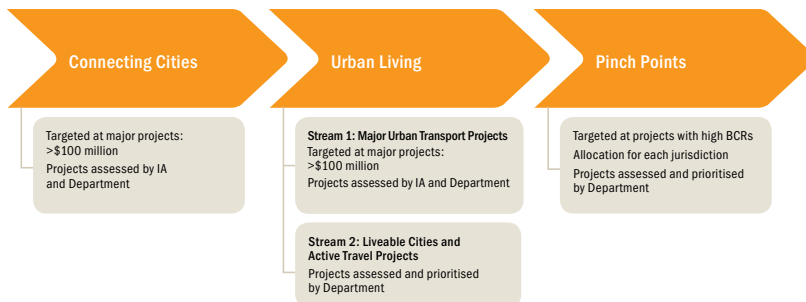 Connecting Cities
Targeted at major projects:
>$100 million
Projects assessed by IA
and Department
Urban Living
Stream 1: Major Urban Transport Projects
Targeted at major projects:
>$100 million
Projects assessed by IA and Department
Stream 2: Liveable Cities and
Active Travel Projects
Projects assessed and prioritised
by Department
Pinch Points
Targeted at projects with high BCRs
Allocation for each jurisdiction
Projects assessed and prioritised
by Department